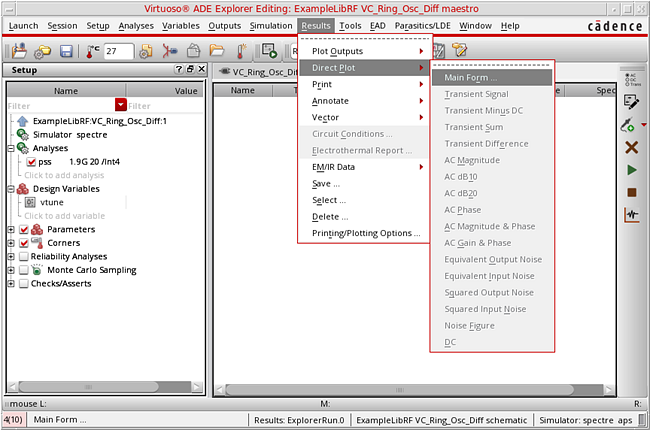 Virtuoso® ADE Explorer Editing: ExampleLibRF VC_Ring_Osc_Diff maestro
Launch Session Setup Analyses Variables Outputs Simulation Results Tools EAD Parasitics/LDE Window Help
cādence
27
R
Setup
Name Value
Filter Filter
ExampleLibRF:VC_Ring_Osc_Diff:1
Simulator spectre
Analyses
pss 1.9G 20 /Int4
Click to add analysis
Design Variables
vtune
Click to add variable
Parameters
Corners
Reliability Analyses
Monte Carlo Sampling
Checks/Asserts
VC_Ring_Osc_Diff
Name T Spec
Plot Outputs
Direct Plot
Print
Annotate
Vector
Circuit Conditions ...
Electrothermal Report ...
EM/IR Data
Save ...
Select ...
Delete ...
Printing/Plotting Options ...
Main Form ...
Transient Signal
Transient Minus DC
Transient Sum
Transient Difference
AC Magnitude
AC dB10
AC dB20
AC Phase
AC Magnitude & Phase
AC Gain & Phase
Equivalent Output Noise
Equivalent Input Noise
Squared Output Noise
Squared Input Noise
Noise Figure
DC
AC
DC
Trans
mouse L: M: R:
4(10) Main Form ... Results: ExplorerRun.0 ExampleLibRF VC_Ring_Osc_Diff schematic Simulator: spectre aps